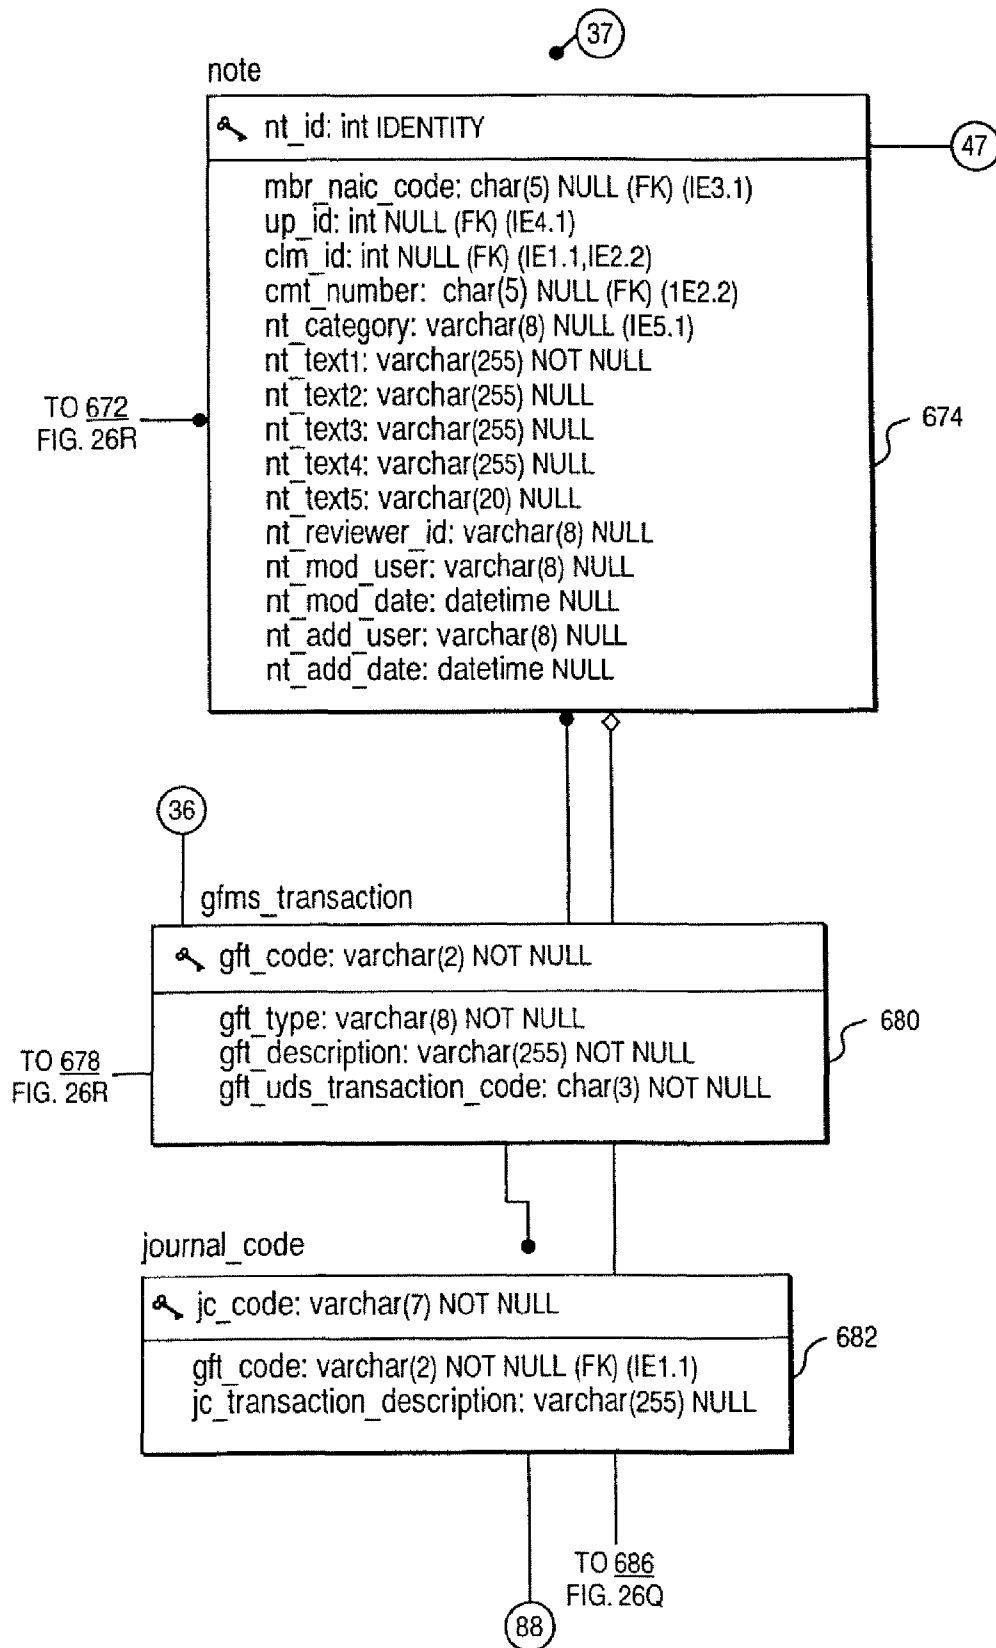 37
note
nt_id: int IDENTITY
47
mbr_naic_code: char(5) NULL (FK) (IE3.1)
up_id: int NULL (FK) (IE4.1)
clm_id: int NULL (FK) (IE1.1,IE2.2)
cmt_number: char(5) NULL (FK) (1E2.2)
nt_category: varchar(8) NULL (IE5.1)
nt_text1: varchar(255) NOT NULL
nt_text2: varchar(255) NULL
nt_text3: varchar(255) NULL
nt_text4: varchar(255) NULL
nt_text5: varchar(20) NULL
nt_reviewer_id: varchar(8) NULL
nt_mod_user: varchar(8) NULL
nt_mod_date: datetime NULL
nt_add_user: varchar(8) NULL
nt_add_date: datetime NULL
TO 672
FIG. 26R
674
36
gfms_transaction
gft_code: varchar(2) NOT NULL
gft_type: varchar(8) NOT NULL
gft_description: varchar(255) NOT NULL
gft_uds_transaction_code: char(3) NOT NULL
TO 678
FIG. 26R
680
journal_code
jc_code: varchar(7) NOT NULL
gft_code: varchar(2) NOT NULL (FK) (IE1.1)
jc_transaction_description: varchar(255) NULL
682
TO 686
FIG. 26Q
88